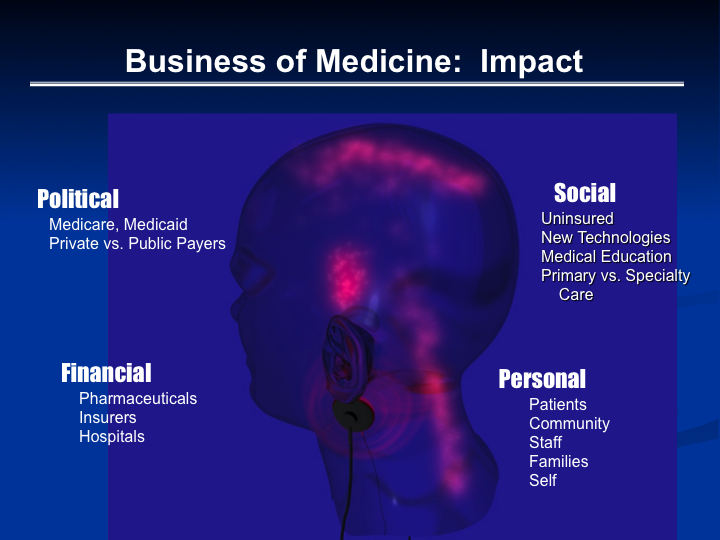 Business of Medicine:  Impact
Political
Medicare, Medicaid
Private vs. Public Payers
Social
Uninsured
New Technologies
Medical Education
Primary vs. Specialty
Care
Financial
Pharmaceuticals
Insurers
Hospitals
Personal
Patients
Community
Staff
Families
Self